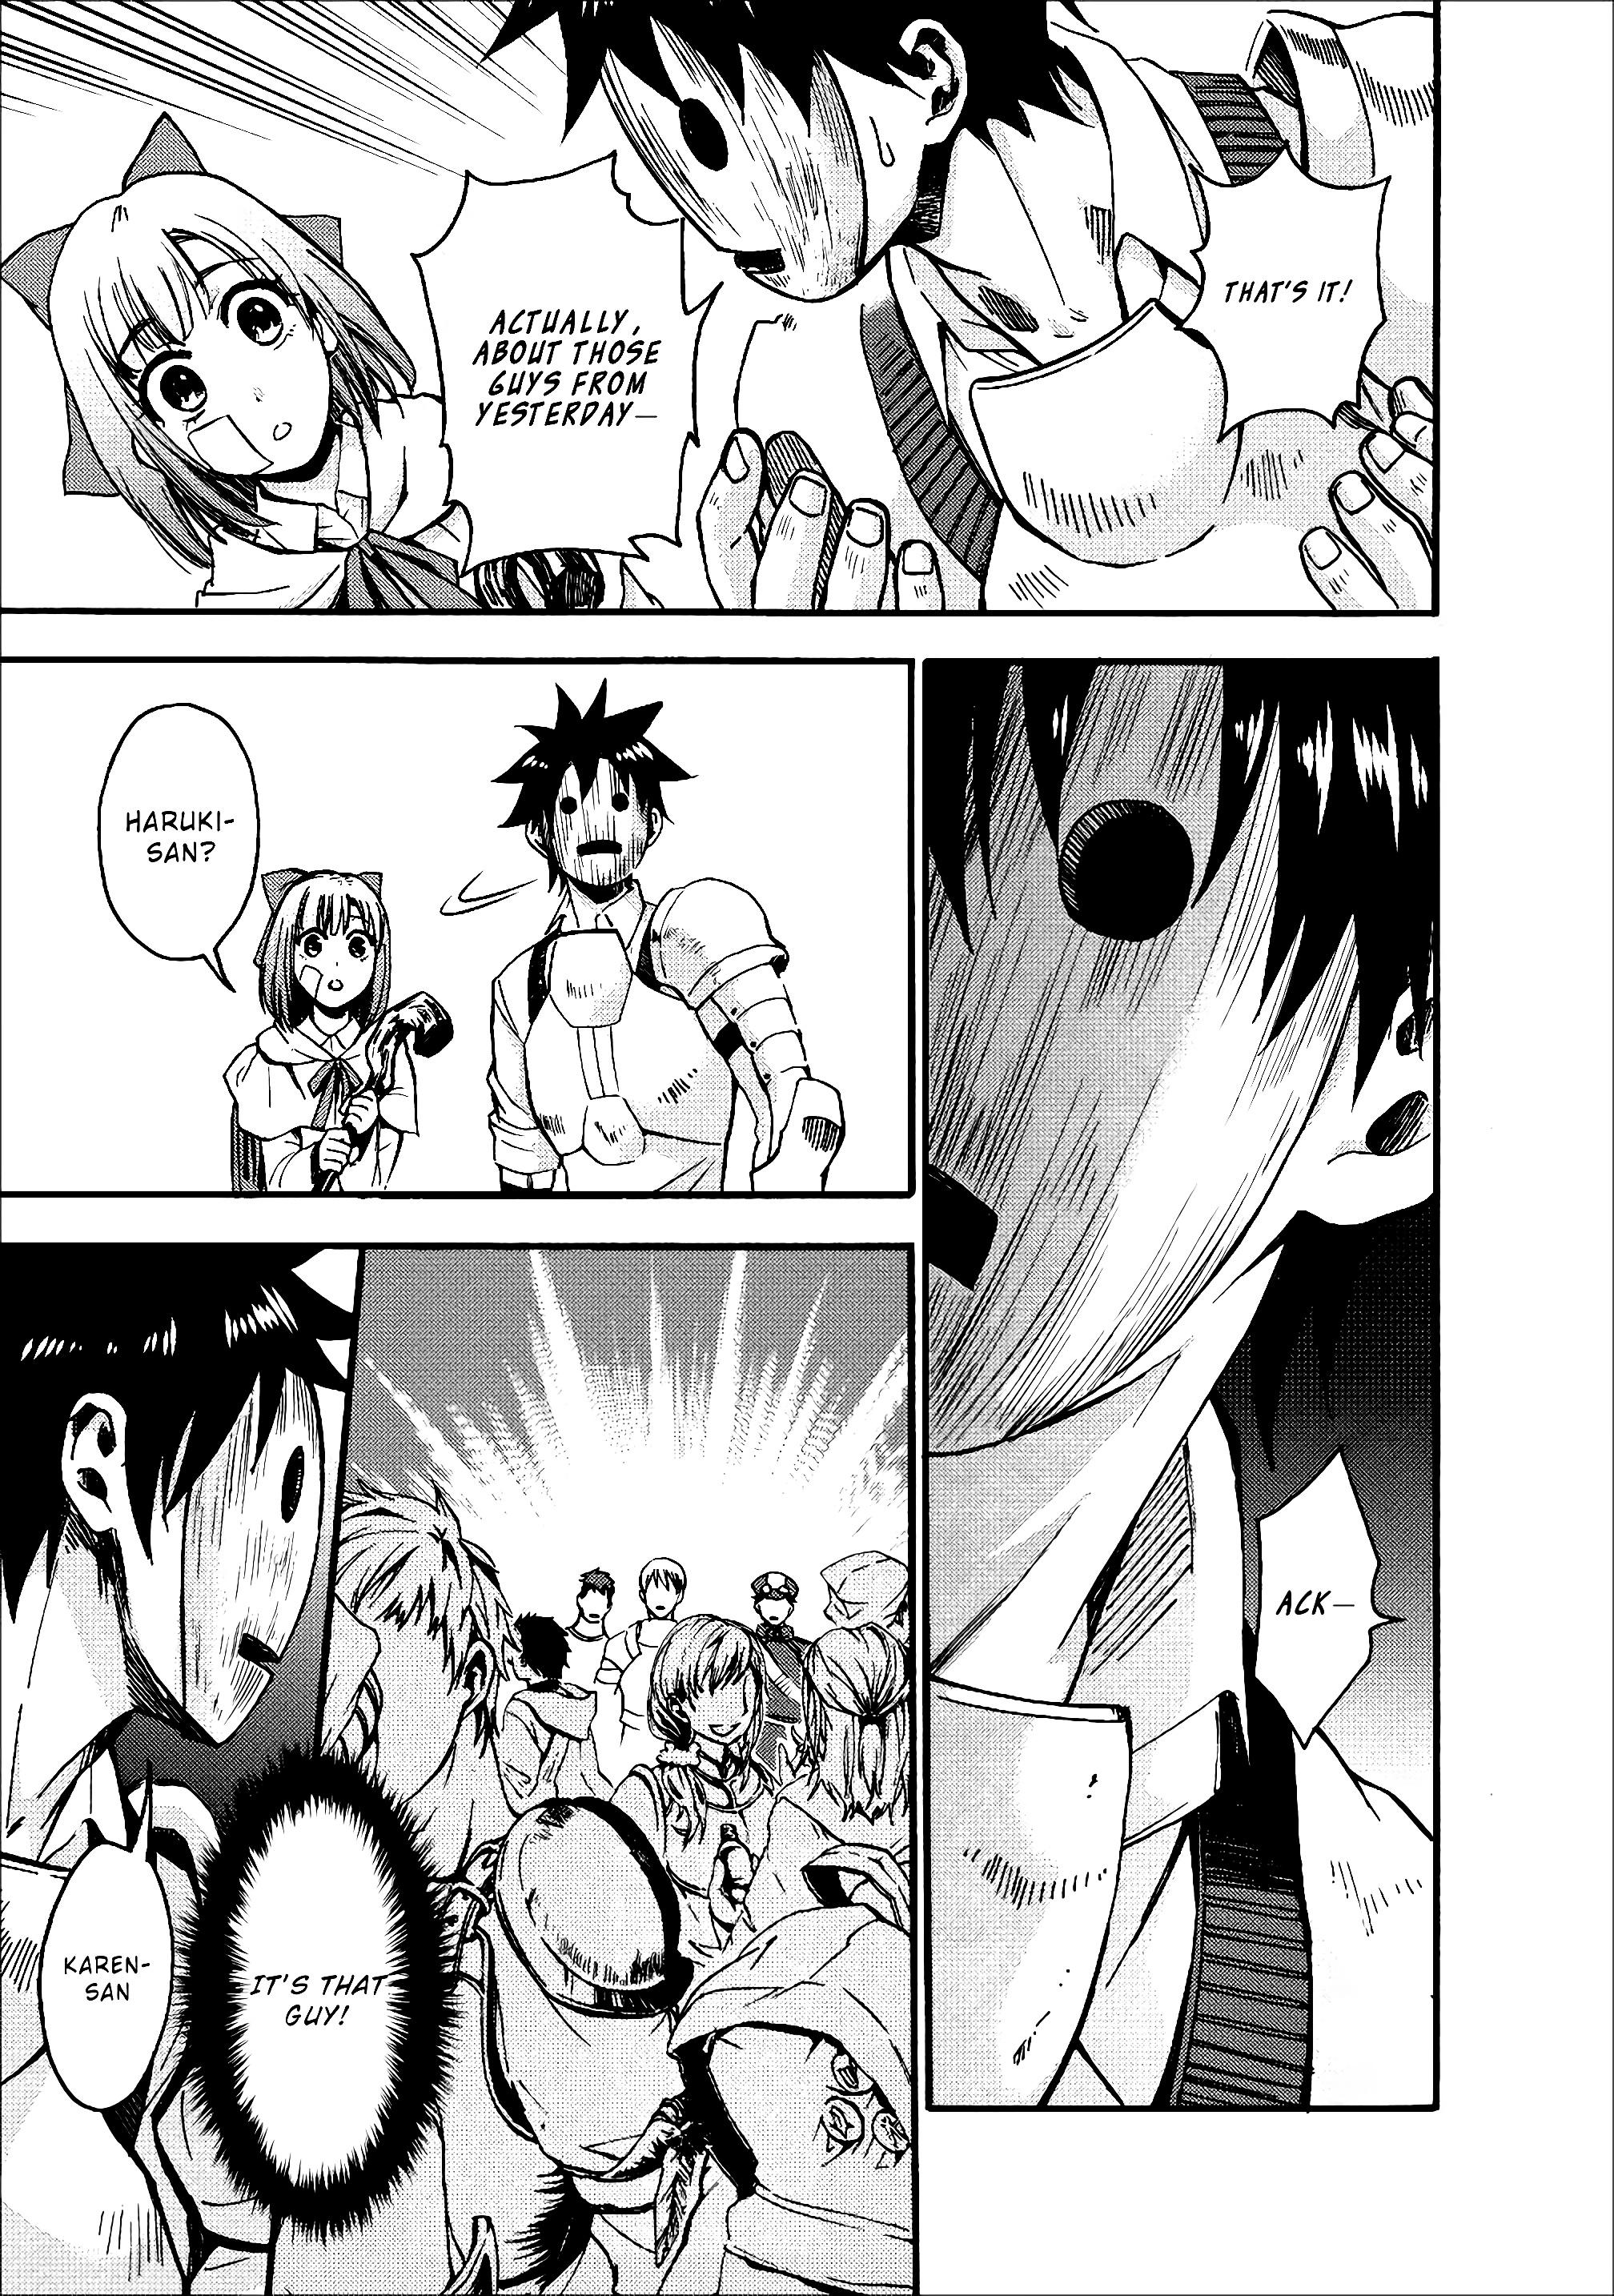 THAT'S IT!
ACTUALLY,
ABOUT THOSE
GUYS FROM
YESTERDAY—
ACK—
HARUKI-
SAN?
IT'S THAT
GUY!
KAREN-
SAN